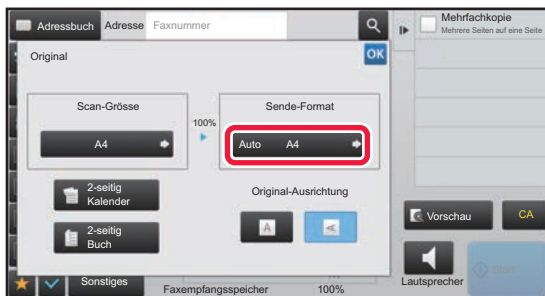 Adressbuch Adresse Faxnummer
Mehrfachkopie
Mehrere Seiten auf eine Seite
Original
OK
Scan-Grösse
Sende-Format
100%
A4
Auto A4
2-seitig
Kalender
Original-Ausrichtung
2-seitig
Buch
A
A
Vorschau
CA
Sonstiges
Faxempfangsspeicher 100%
Lautsprecher
Start